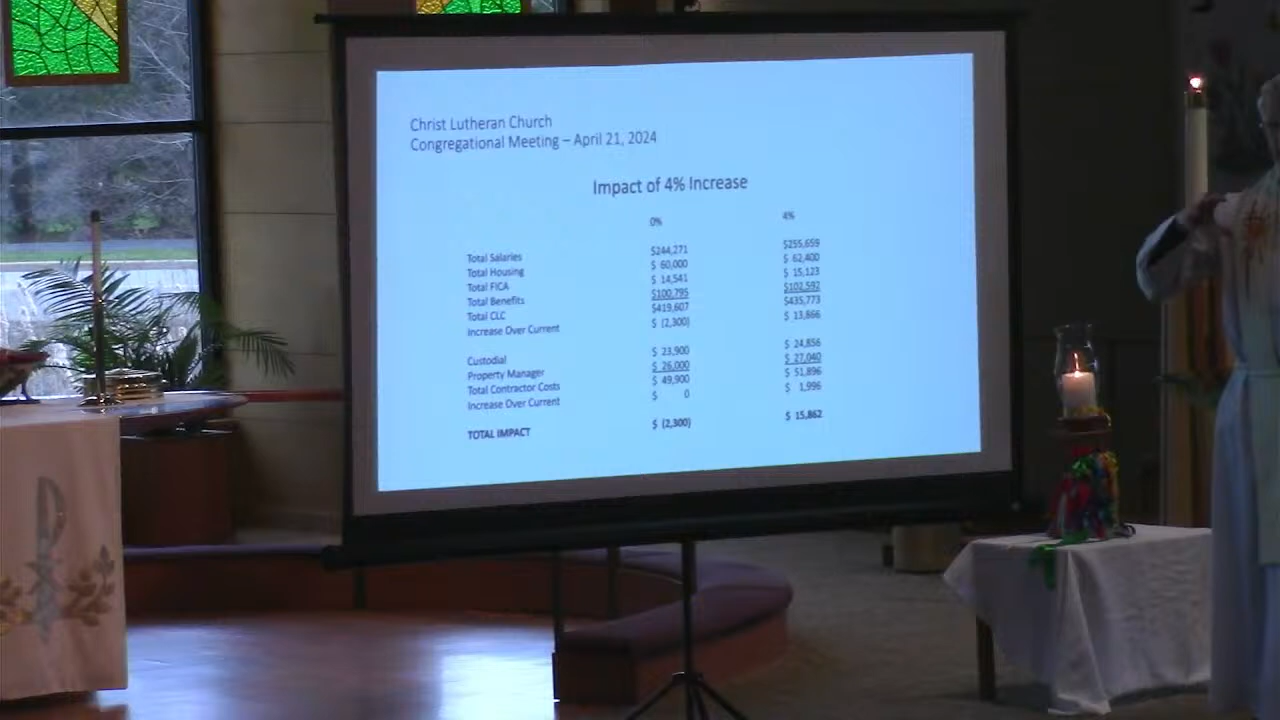 Christ Lutheran Church
Congregational Meeting – April 21, 2024
Impact of 4% Increase
0% 4%
Total Salaries $244,271 $255,659
Total Housing $ 60,000 $ 62,400
Total FICA $ 14,541 $ 15,123
Total Benefits $100,795 $102,592
Total CLC $419,607 $435,773
Increase Over Current $ (2,300) $ 13,866
Custodial $ 23,900 $ 24,856
Property Manager $ 26,000 $ 27,040
Total Contractor Costs $ 49,900 $ 51,896
Increase Over Current $ 0 $ 1,996
TOTAL IMPACT $ (2,300) $ 15,862